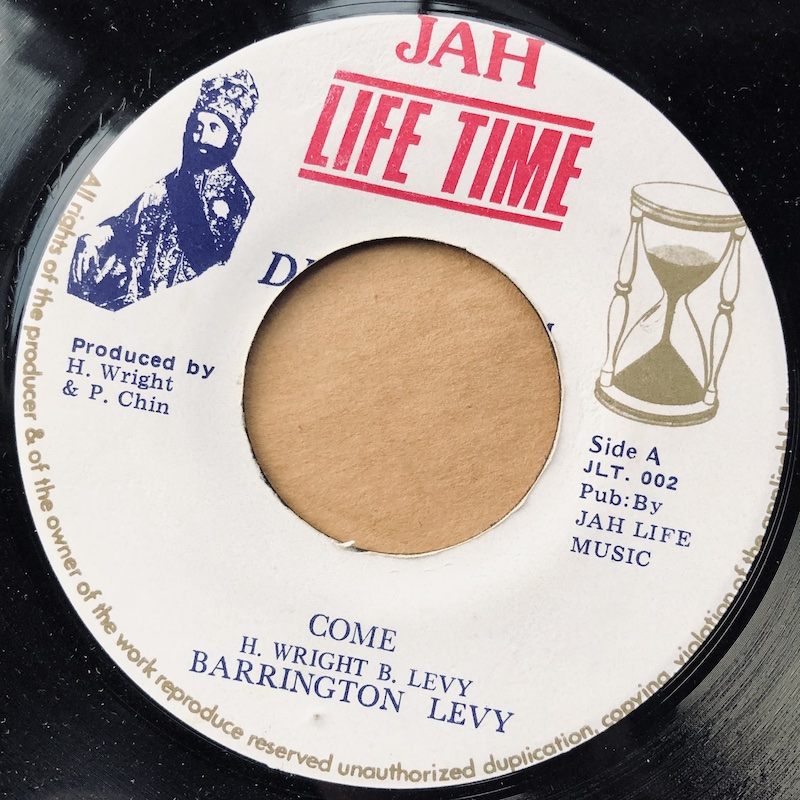 JAH
LIFE TIME
Produced by
H. Wright
& P. Chin
Side A
JLT. 002
Pub:By
JAH LIFE
MUSIC
COME
H. WRIGHT B. LEVY
BARRINGTON LEVY
All rights of the producer & of the owner of the work reproduce reserved unauthorized duplication, copying, violation of the